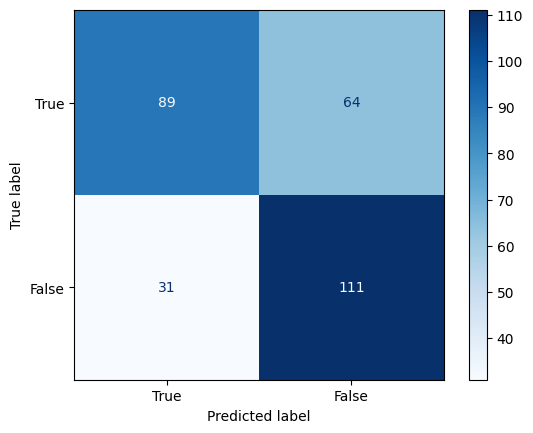 True
89
64
False
31
111
True
False
Predicted label
True label
110
100
90
80
70
60
50
40